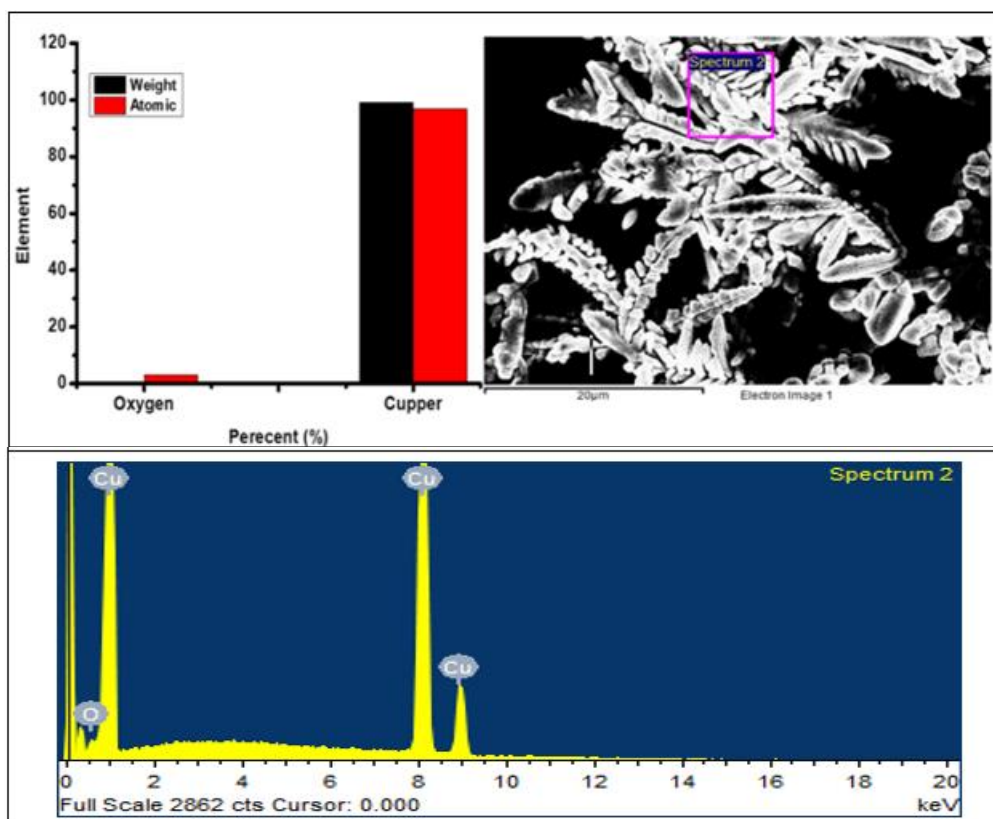 120
100
80
60
40
20
0
Element
Weight
Atomic
Oxygen
Cupper
Perecent (%)
Spectrum 2
20µm
Electron Image 1
Spectrum 2
Cu
Cu
Cu
O
0 2 4 6 8 10 12 14 16 18 20
Full Scale 2862 cts Cursor: 0.000
keV